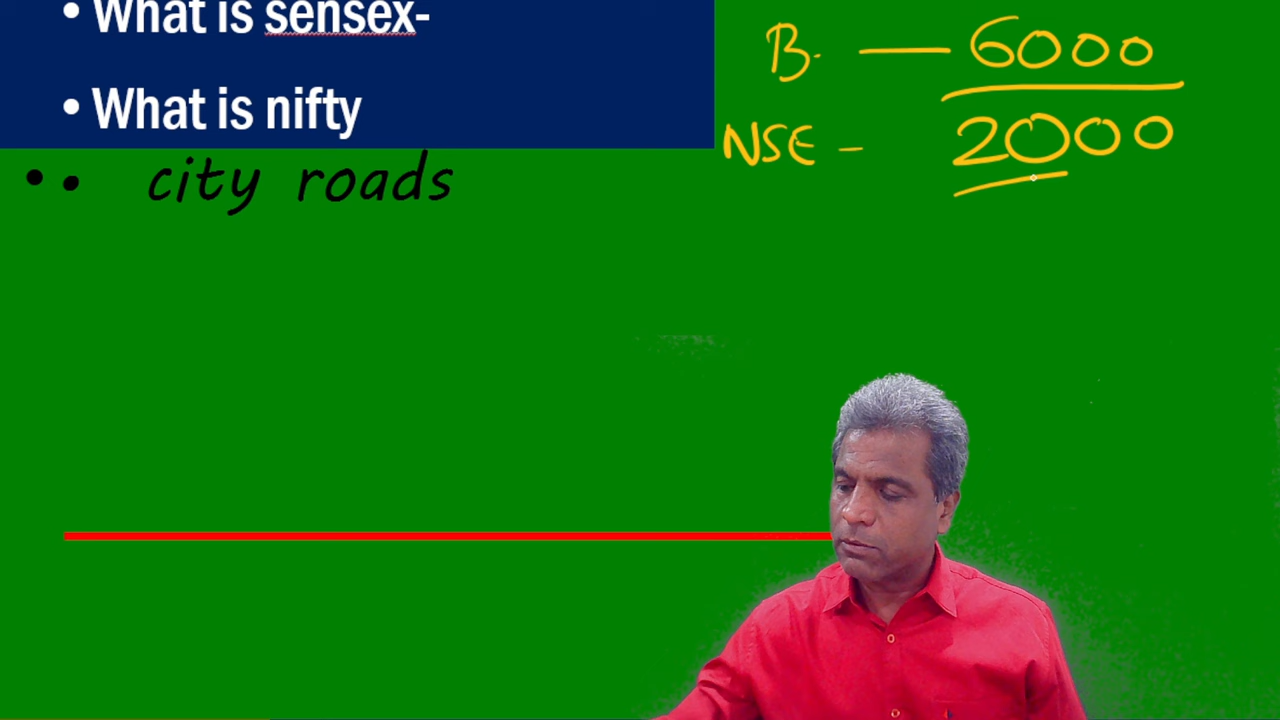 • What is sensex-
• What is nifty
• • city roads
B. — 6000
NSE - 2000